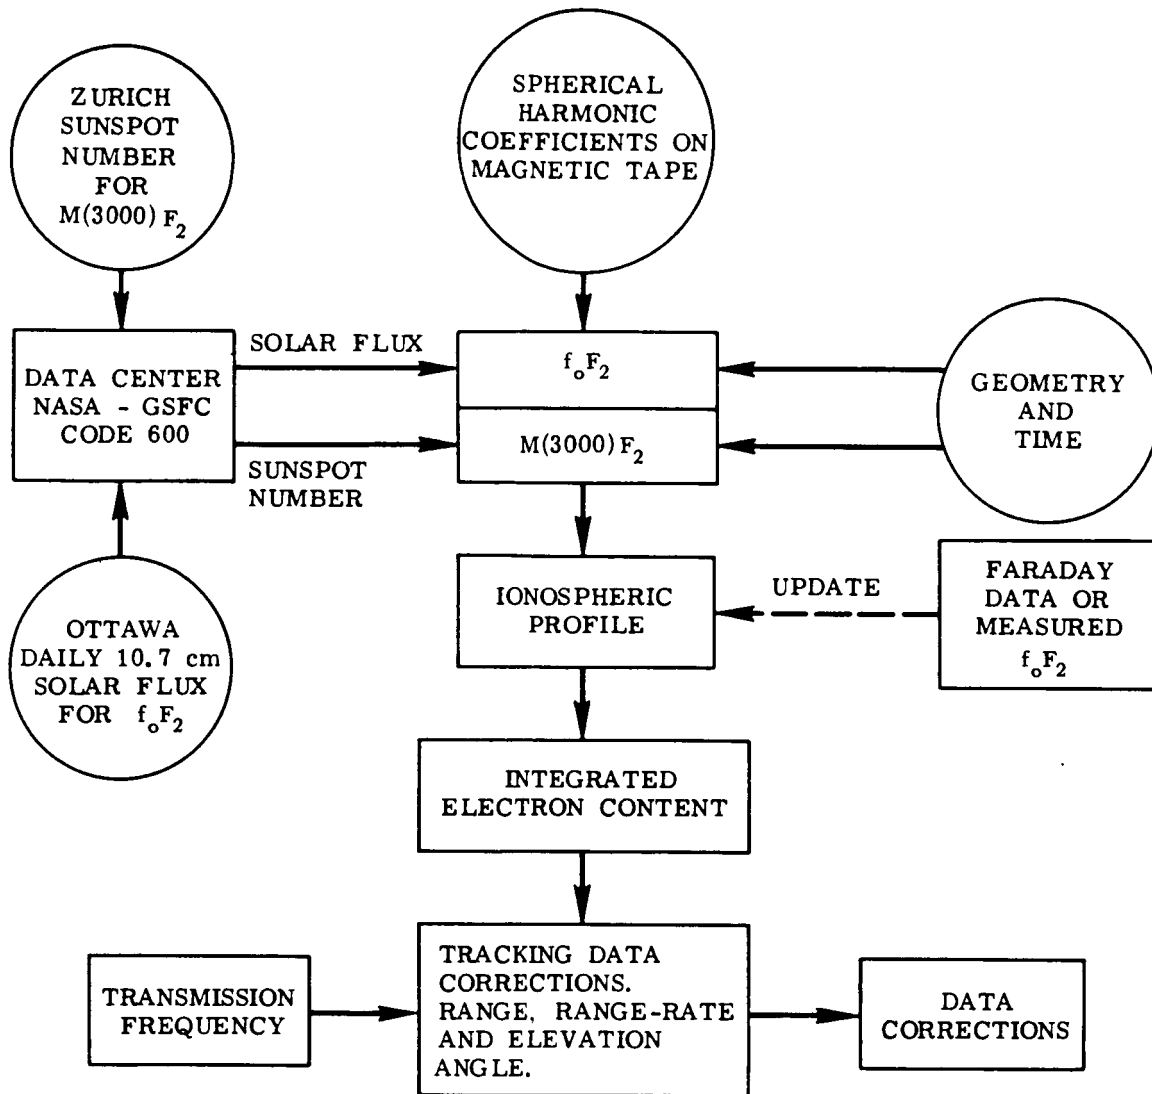 ZURICH
SUNSPOT
NUMBER
FOR
M(3000) F₂
SPHERICAL
HARMONIC
COEFFICIENTS ON
MAGNETIC TAPE
DATA CENTER
NASA - GSFC
CODE 600
SOLAR FLUX
SUNSPOT
NUMBER
fₒF₂
M(3000) F₂
GEOMETRY
AND
TIME
OTTAWA
DAILY 10.7 cm
SOLAR FLUX
FOR fₒF₂
IONOSPHERIC
PROFILE
UPDATE
FARADAY
DATA OR
MEASURED
fₒF₂
INTEGRATED
ELECTRON CONTENT
TRANSMISSION
FREQUENCY
TRACKING DATA
CORRECTIONS.
RANGE, RANGE-RATE
AND ELEVATION
ANGLE.
DATA
CORRECTIONS